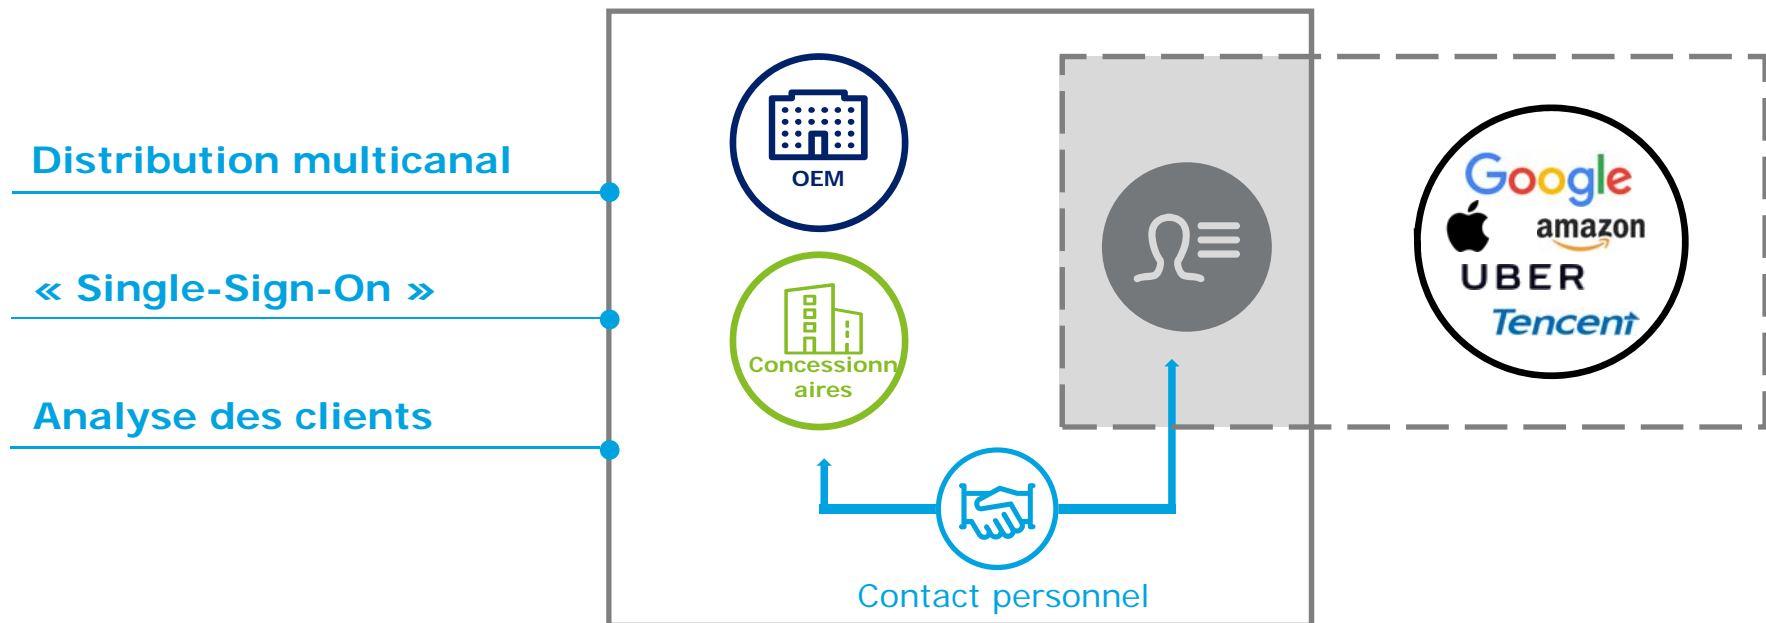 Distribution multicanal
« Single-Sign-On »
Analyse des clients
OEM
Concessionn
aires
Contact personnel
Google
amazon
UBER
Tencent